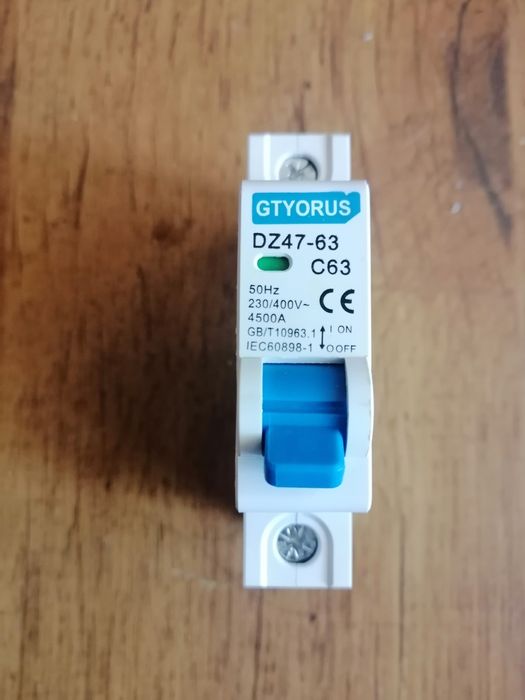 GTYORUS
DZ47-63
C63
50Hz
230/400V~
4500A
CE
GB/T10963.1
IEC60898-1
I ON
O OFF